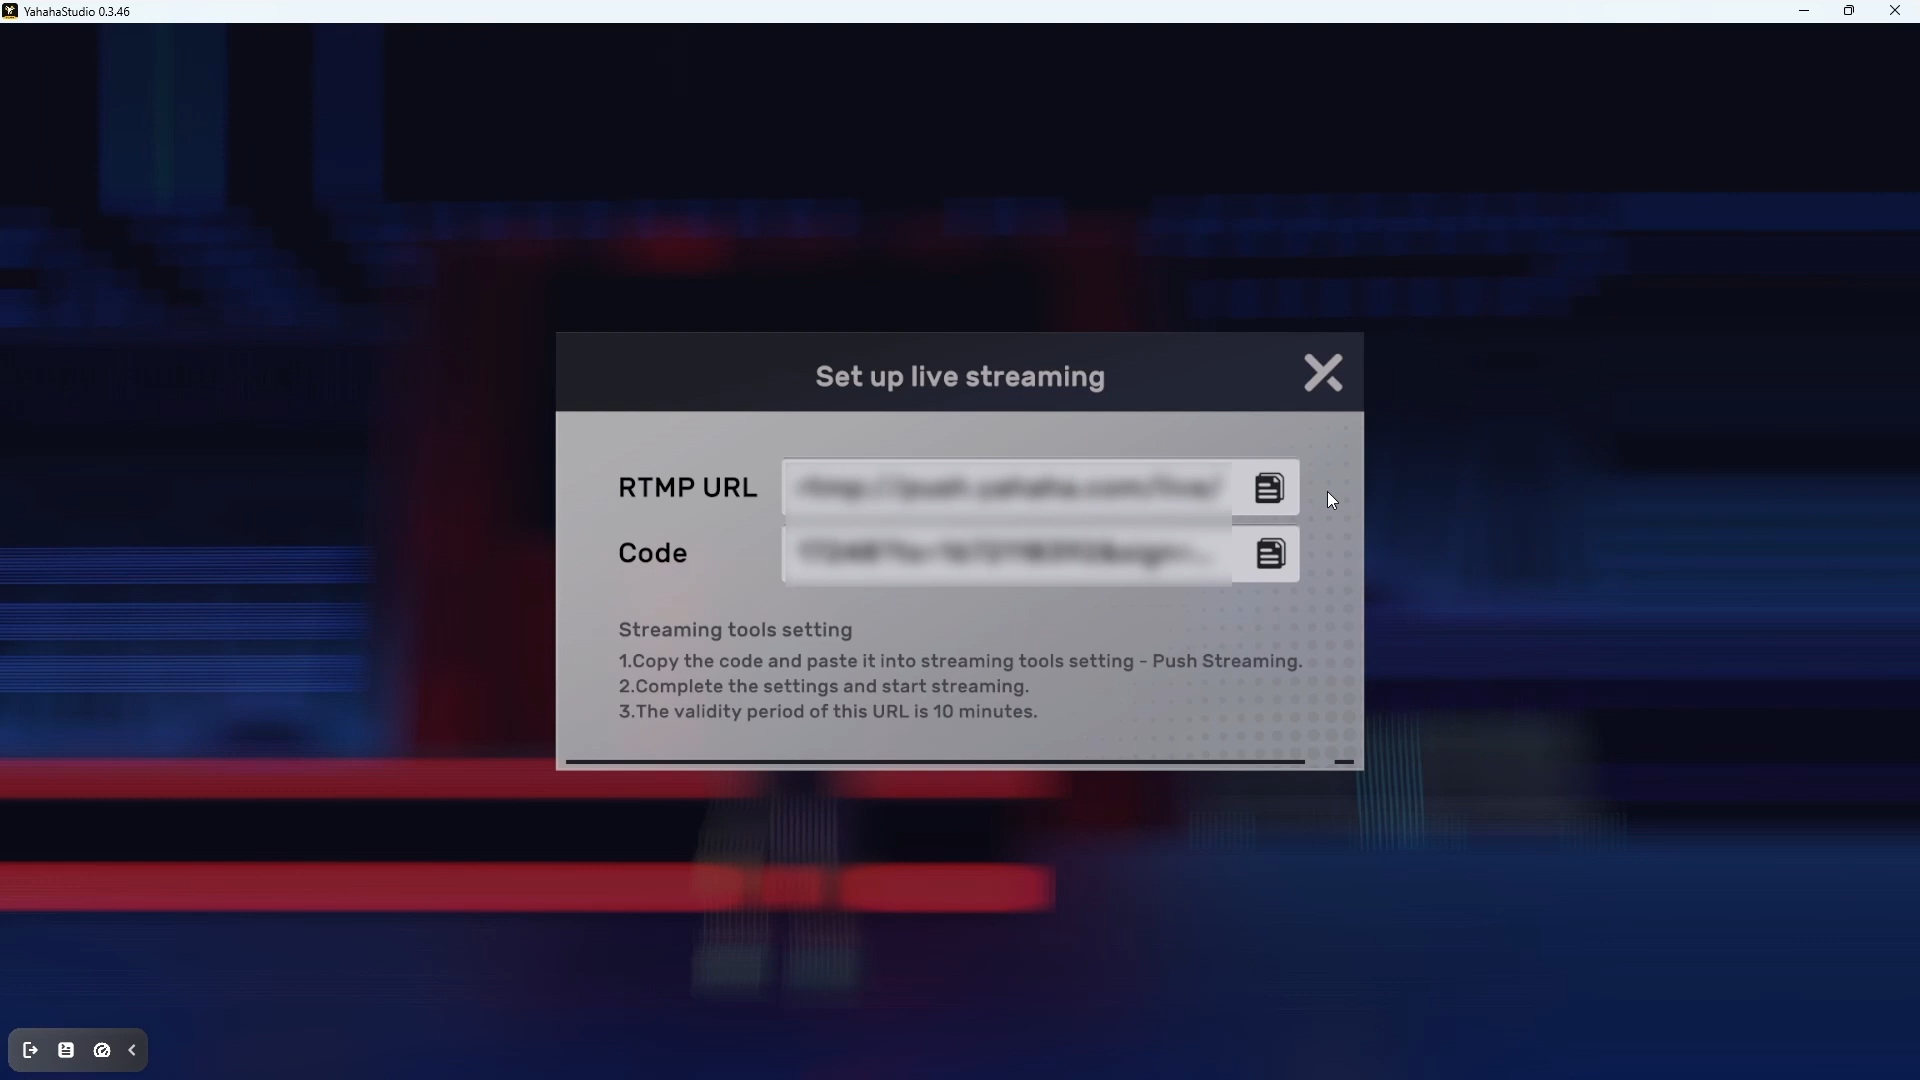 YahahaStudio 0.3.46
Set up live streaming
RTMP URL
Code
Streaming tools setting
1.Copy the code and paste it into streaming tools setting - Push Streaming.
2.Complete the settings and start streaming.
3.The validity period of this URL is 10 minutes.